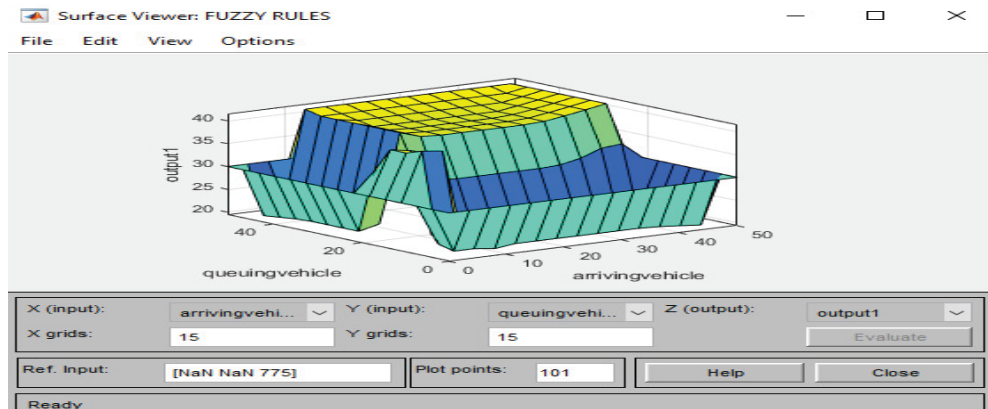 Surface Viewer: FUZZY RULES
File Edit View Options
40
35
30
25
20
output1
40
20
0
queuingvehicle
0
10
20
30
40
50
arrivingvehicle
X (input): arrivingvehi... Y (input): queuingvehi... Z (output): output1
X grids: 15 Y grids: 15 Evaluate
Ref. Input: [NaN NaN 775] Plot points: 101 Help Close
Ready